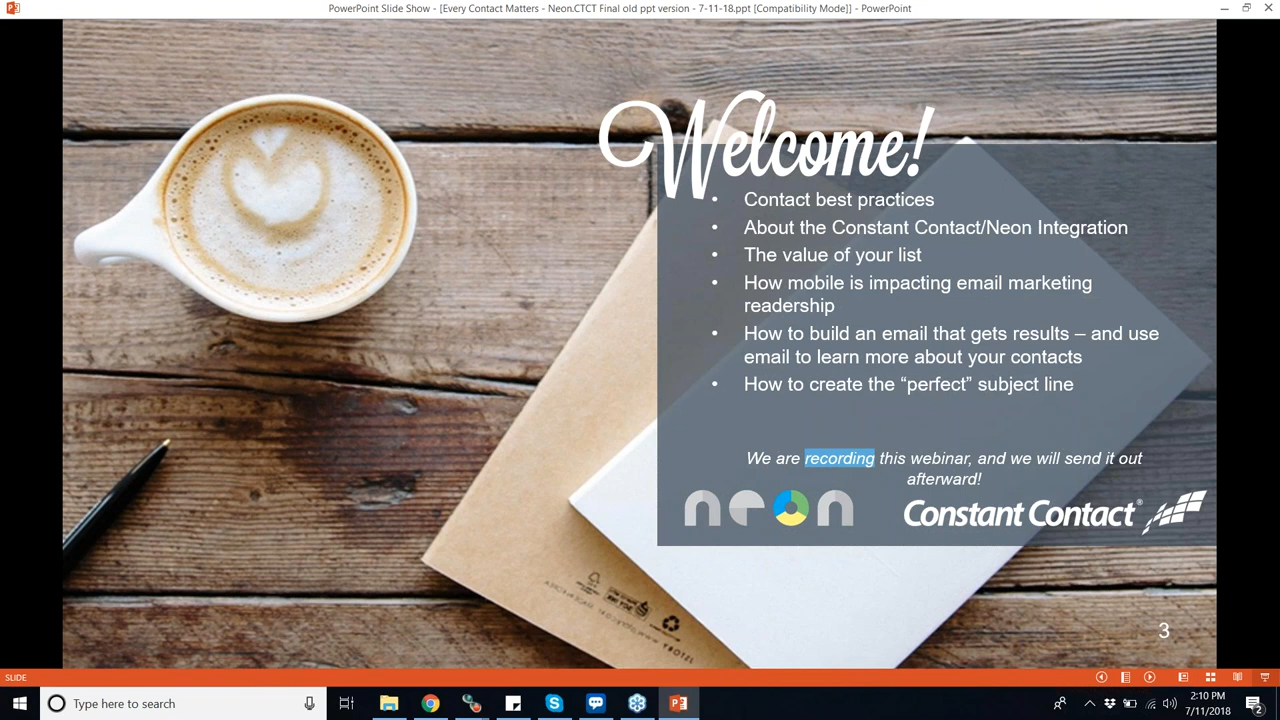 PowerPoint Slide Show - [Every Contact Matters - Neon.CTCT Final old ppt version - 7-11-18.ppt [Compatibility Mode]] - PowerPoint
Welcome!
• Contact best practices
• About the Constant Contact/Neon Integration
• The value of your list
• How mobile is impacting email marketing
readership
• How to build an email that gets results – and use
email to learn more about your contacts
• How to create the “perfect” subject line
We are recording this webinar, and we will send it out
afterward!
neon
Constant Contact®
3
SLIDE
Type here to search
2:10 PM
7/11/2018
2